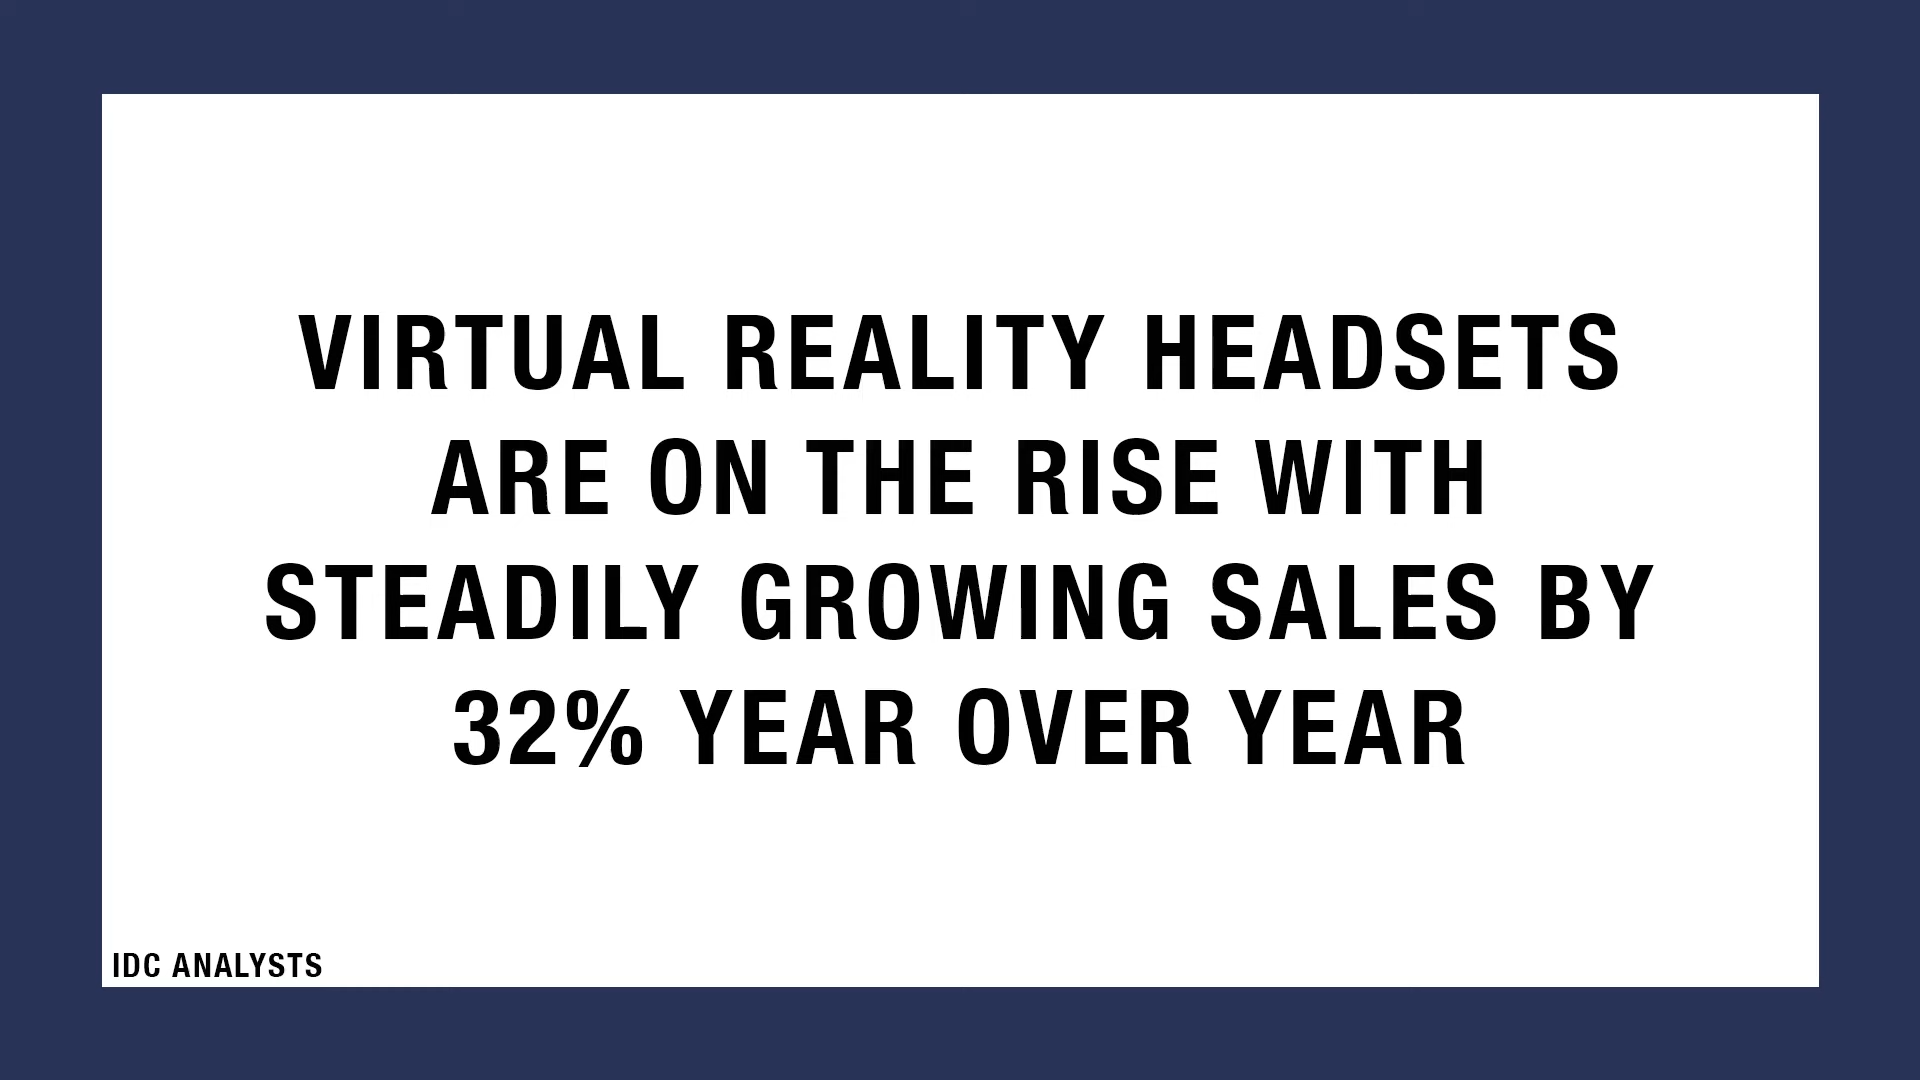 VIRTUAL REALITY HEADSETS
ARE ON THE RISE WITH
STEADILY GROWING SALES BY
32% YEAR OVER YEAR
IDC ANALYSTS